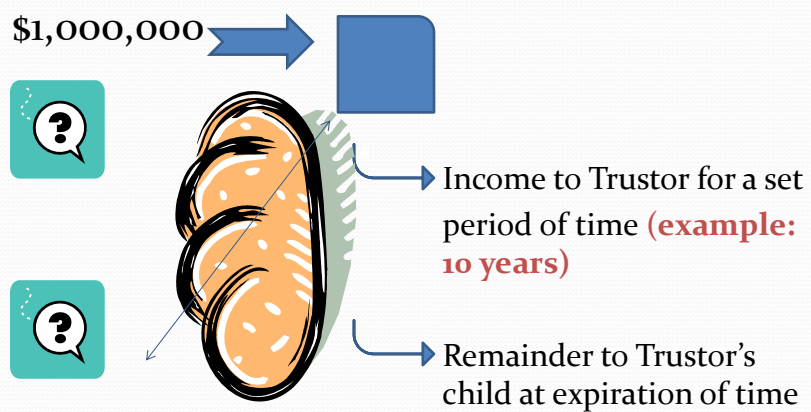 $1,000,000
?
Income to Trustor for a set
period of time (example:
10 years)
?
Remainder to Trustor's
child at expiration of time